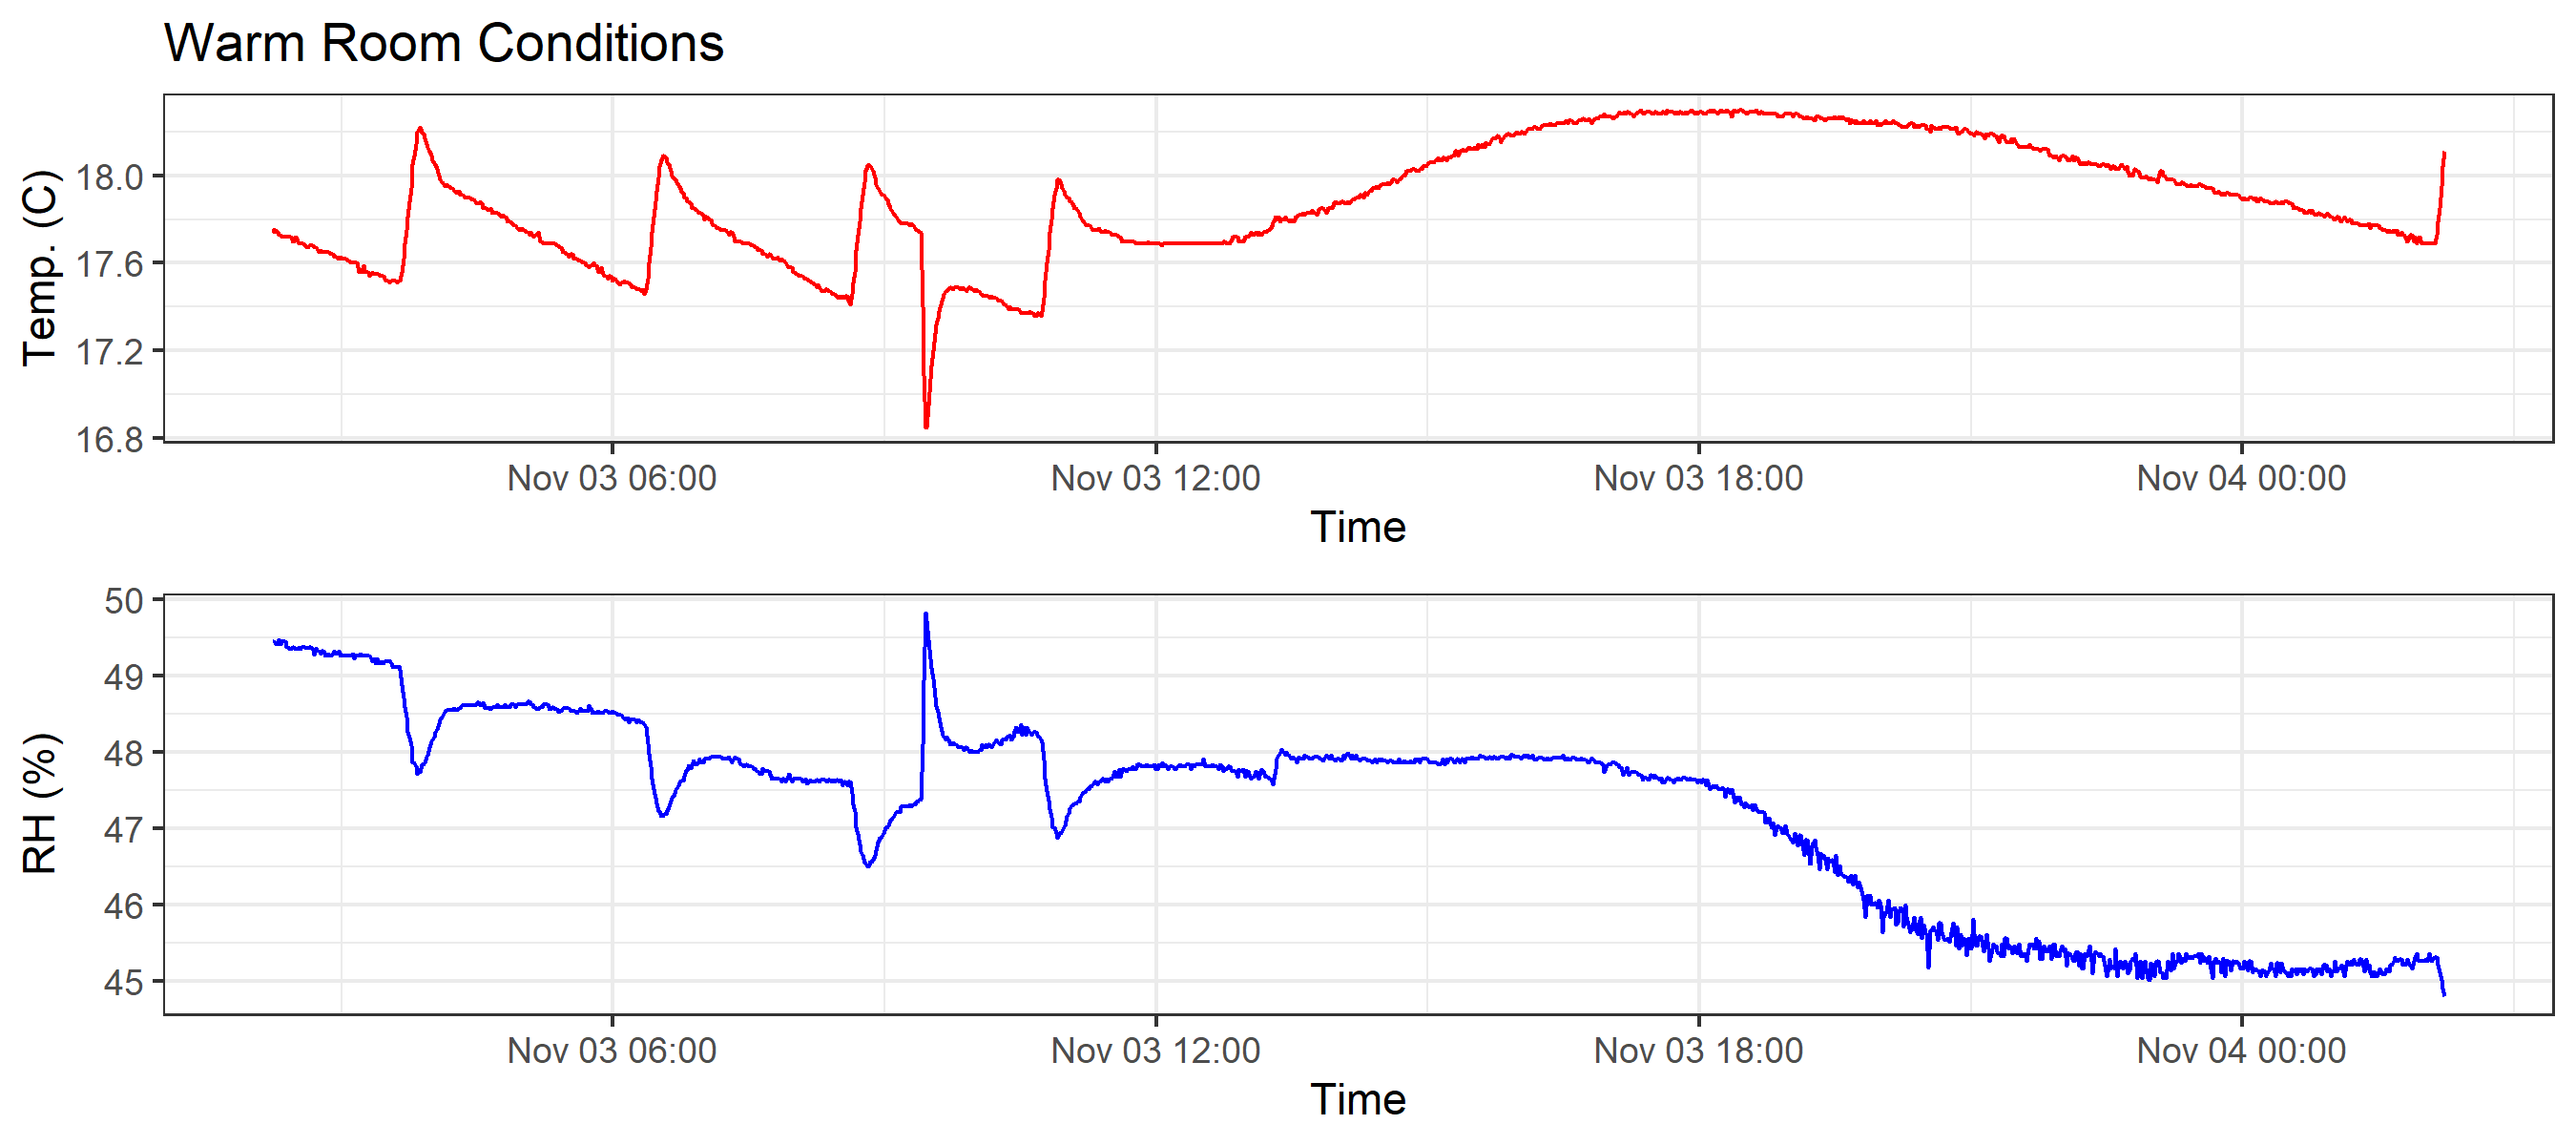 Warm Room Conditions
Temp. (C)
18.0
17.6
17.2
16.8
Nov 03 06:00 Nov 03 12:00 Nov 03 18:00 Nov 04 00:00
Time
RH (%)
50
49
48
47
46
45
Nov 03 06:00 Nov 03 12:00 Nov 03 18:00 Nov 04 00:00
Time